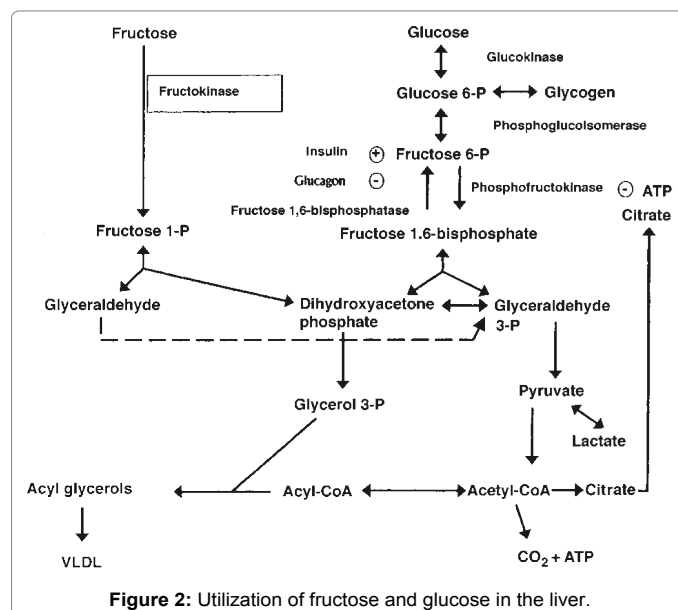 Fructose
Glucose
Glucokinase
Fructokinase
Glucose 6-P
Glycogen
Phosphoglucolsomerase
Insulin +
Fructose 6-P
Glucagon -
Phosphofructokinase
- ATP
Citrate
Fructose 1,6-bisphosphatase
Fructose 1-P
Fructose 1.6-bisphosphate
Glyceraldehyde
Dihydroxyacetone
phosphate
Glyceraldehyde
3-P
Pyruvate
Glycerol 3-P
Lactate
Acyl glycerols
Acyl-CoA
Acetyl-CoA
Citrate
VLDL
CO₂ + ATP
Figure 2: Utilization of fructose and glucose in the liver.